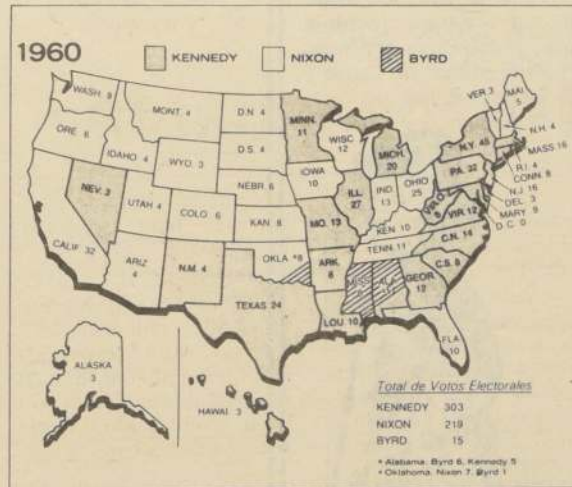 1960
KENNEDY NIXON BYRD
WASH. 9
ORE. 6
CALIF. 32
NEV. 3
IDAHO 4
MONT. 4
WYO. 3
UTAH 4
ARIZ 4
COLO. 6
N.M. 4
D.N. 4
D.S. 4
NEBR. 6
KAN. 8
OKLA. *8
TEXAS 24
MINN. 11
IOWA 10
MO. 13
ARK. 8
LOU. 10
WISC 12
ILL. 27
MICH. 20
IND. 13
OHIO 25
KEN. 10
TENN. 11
MISS
ALA
GEOR. 12
FLA 10
C.S. 8
C.N. 14
VIR. 12
PA. 32
N.Y. 45
VER. 3
MAI. 5
N.H. 4
MASS. 16
R.I. 4
CONN. 8
N.J. 16
DEL. 3
MARY 9
D.C. 0
ALASKA 3
HAWAI. 3
Total de Votos Electorales
KENNEDY 303
NIXON 219
BYRD 15
* Alabama: Byrd 6, Kennedy 5
* Oklahoma: Nixon 7, Byrd 1